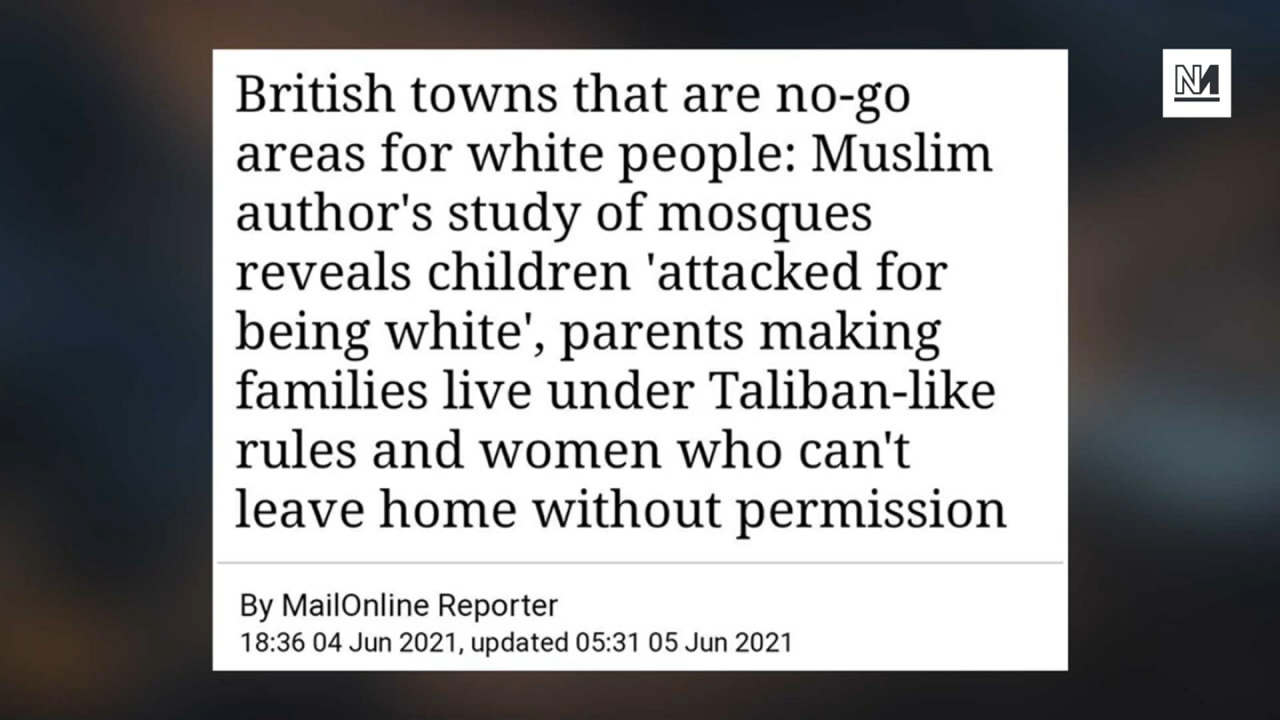 British towns that are no-go
areas for white people: Muslim
author's study of mosques
reveals children 'attacked for
being white', parents making
families live under Taliban-like
rules and women who can't
leave home without permission
By MailOnline Reporter
18:36 04 Jun 2021, updated 05:31 05 Jun 2021
NM